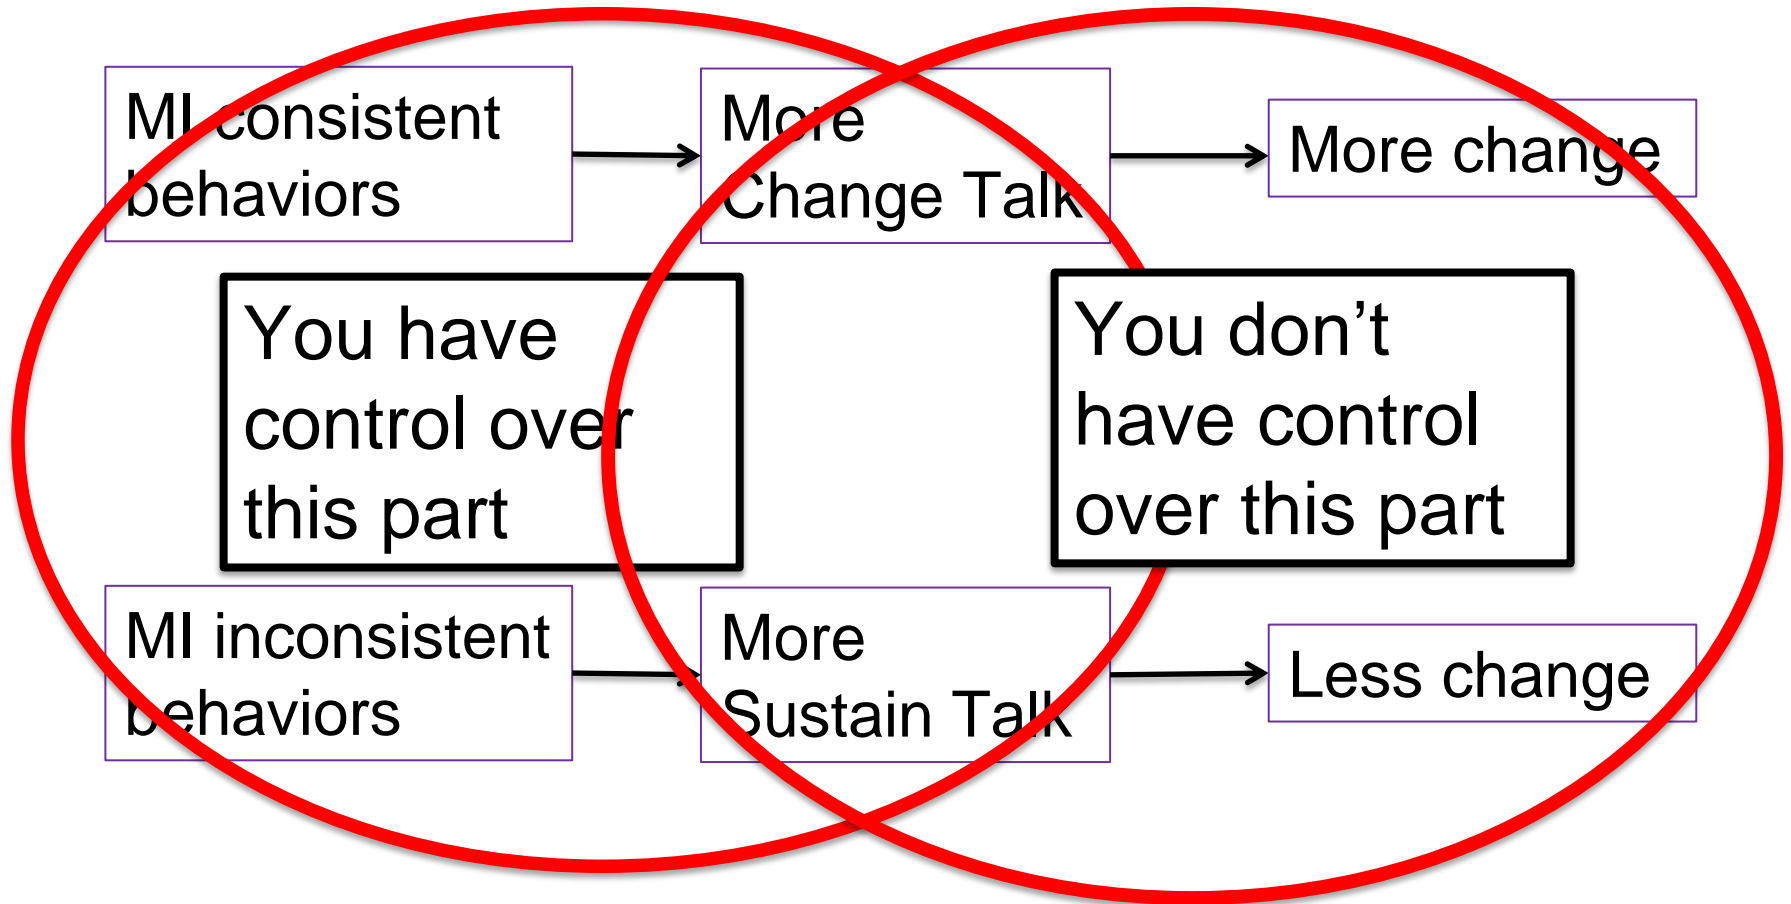 MI consistent
behaviors
More
Change Talk
More change
You have
control over
this part
You don’t
have control
over this part
MI inconsistent
behaviors
More
Sustain Talk
Less change